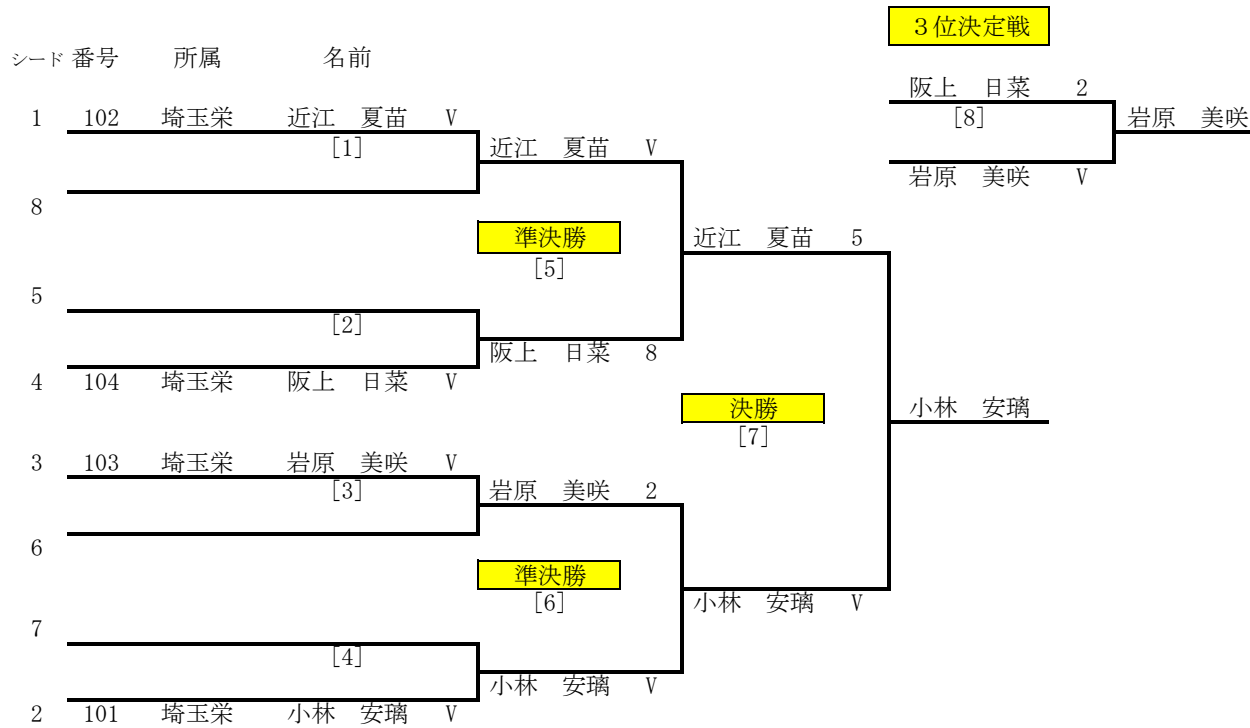 ３位決定戦
シード 番号 所属 名前
阪上 日菜 2
1 102 埼玉栄 近江 夏苗 V
[8] 岩原 美咲
[1] 近江 夏苗 V
岩原 美咲 V
8
準決勝 近江 夏苗 5
[5]
5
[2]
阪上 日菜 8
4 104 埼玉栄 阪上 日菜 V
決勝 小林 安璃
[7]
3 103 埼玉栄 岩原 美咲 V
[3] 岩原 美咲 2
6
準決勝
[6] 小林 安璃 V
7
[4]
小林 安璃 V
2 101 埼玉栄 小林 安璃 V